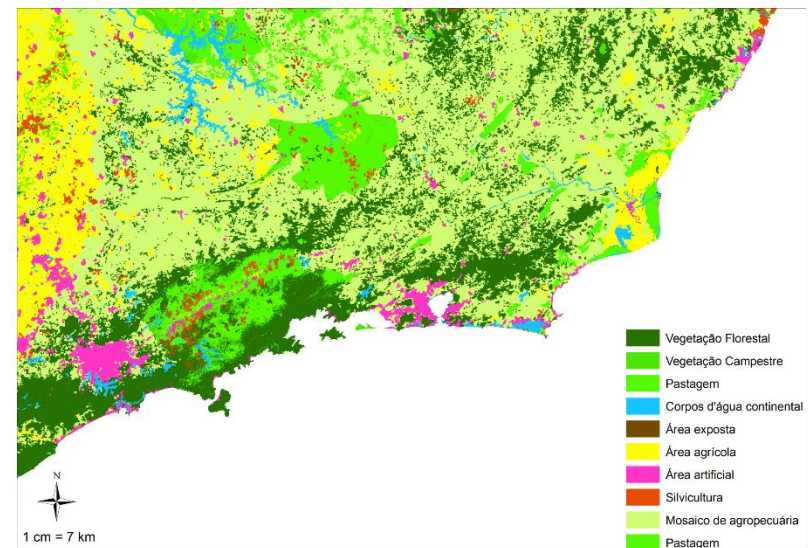 Vegetação Florestal
Vegetação Campestre
Pastagem
Corpos d'água continental
Área exposta
Área agrícola
Área artificial
Silvicultura
Mosaico de agropecuária
Pastagem
N
1 cm = 7 km